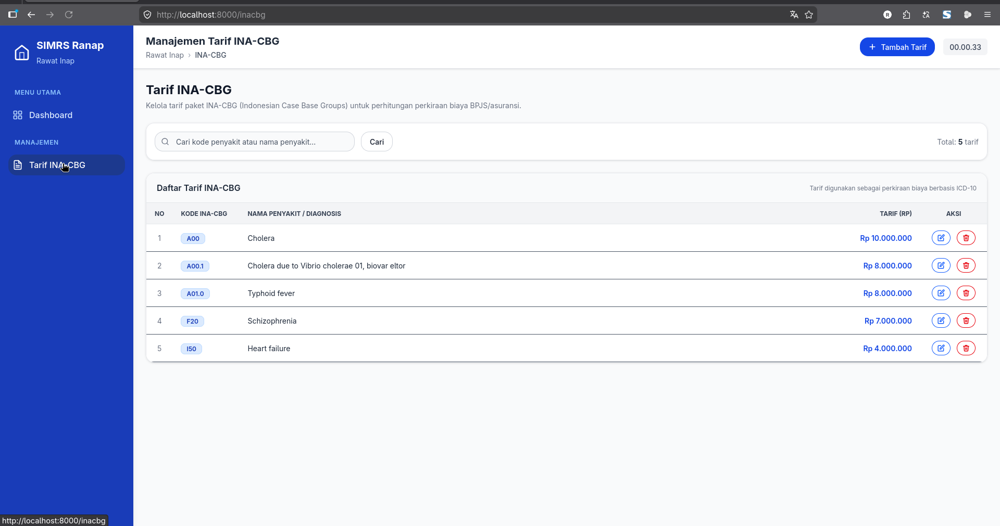 http://localhost:8000/inacbg
R
SIMRS Ranap
Rawat Inap
MENU UTAMA
Dashboard
MANAJEMEN
Tarif INA-CBG
Manajemen Tarif INA-CBG
Rawat Inap › INA-CBG
+ Tambah Tarif
00.00.33
Tarif INA-CBG
Kelola tarif paket INA-CBG (Indonesian Case Base Groups) untuk perhitungan perkiraan biaya BPJS/asuransi.
Cari kode penyakit atau nama penyakit...
Cari
Total: 5 tarif
Daftar Tarif INA-CBG
Tarif digunakan sebagai perkiraan biaya berbasis ICD-10
NO KODE INA-CBG NAMA PENYAKIT / DIAGNOSIS TARIF (RP) AKSI
1 A00 Cholera Rp 10.000.000
2 A00.1 Cholera due to Vibrio cholerae 01, biovar eltor Rp 8.000.000
3 A01.0 Typhoid fever Rp 8.000.000
4 F20 Schizophrenia Rp 7.000.000
5 I50 Heart failure Rp 4.000.000
http://localhost:8000/inacbg